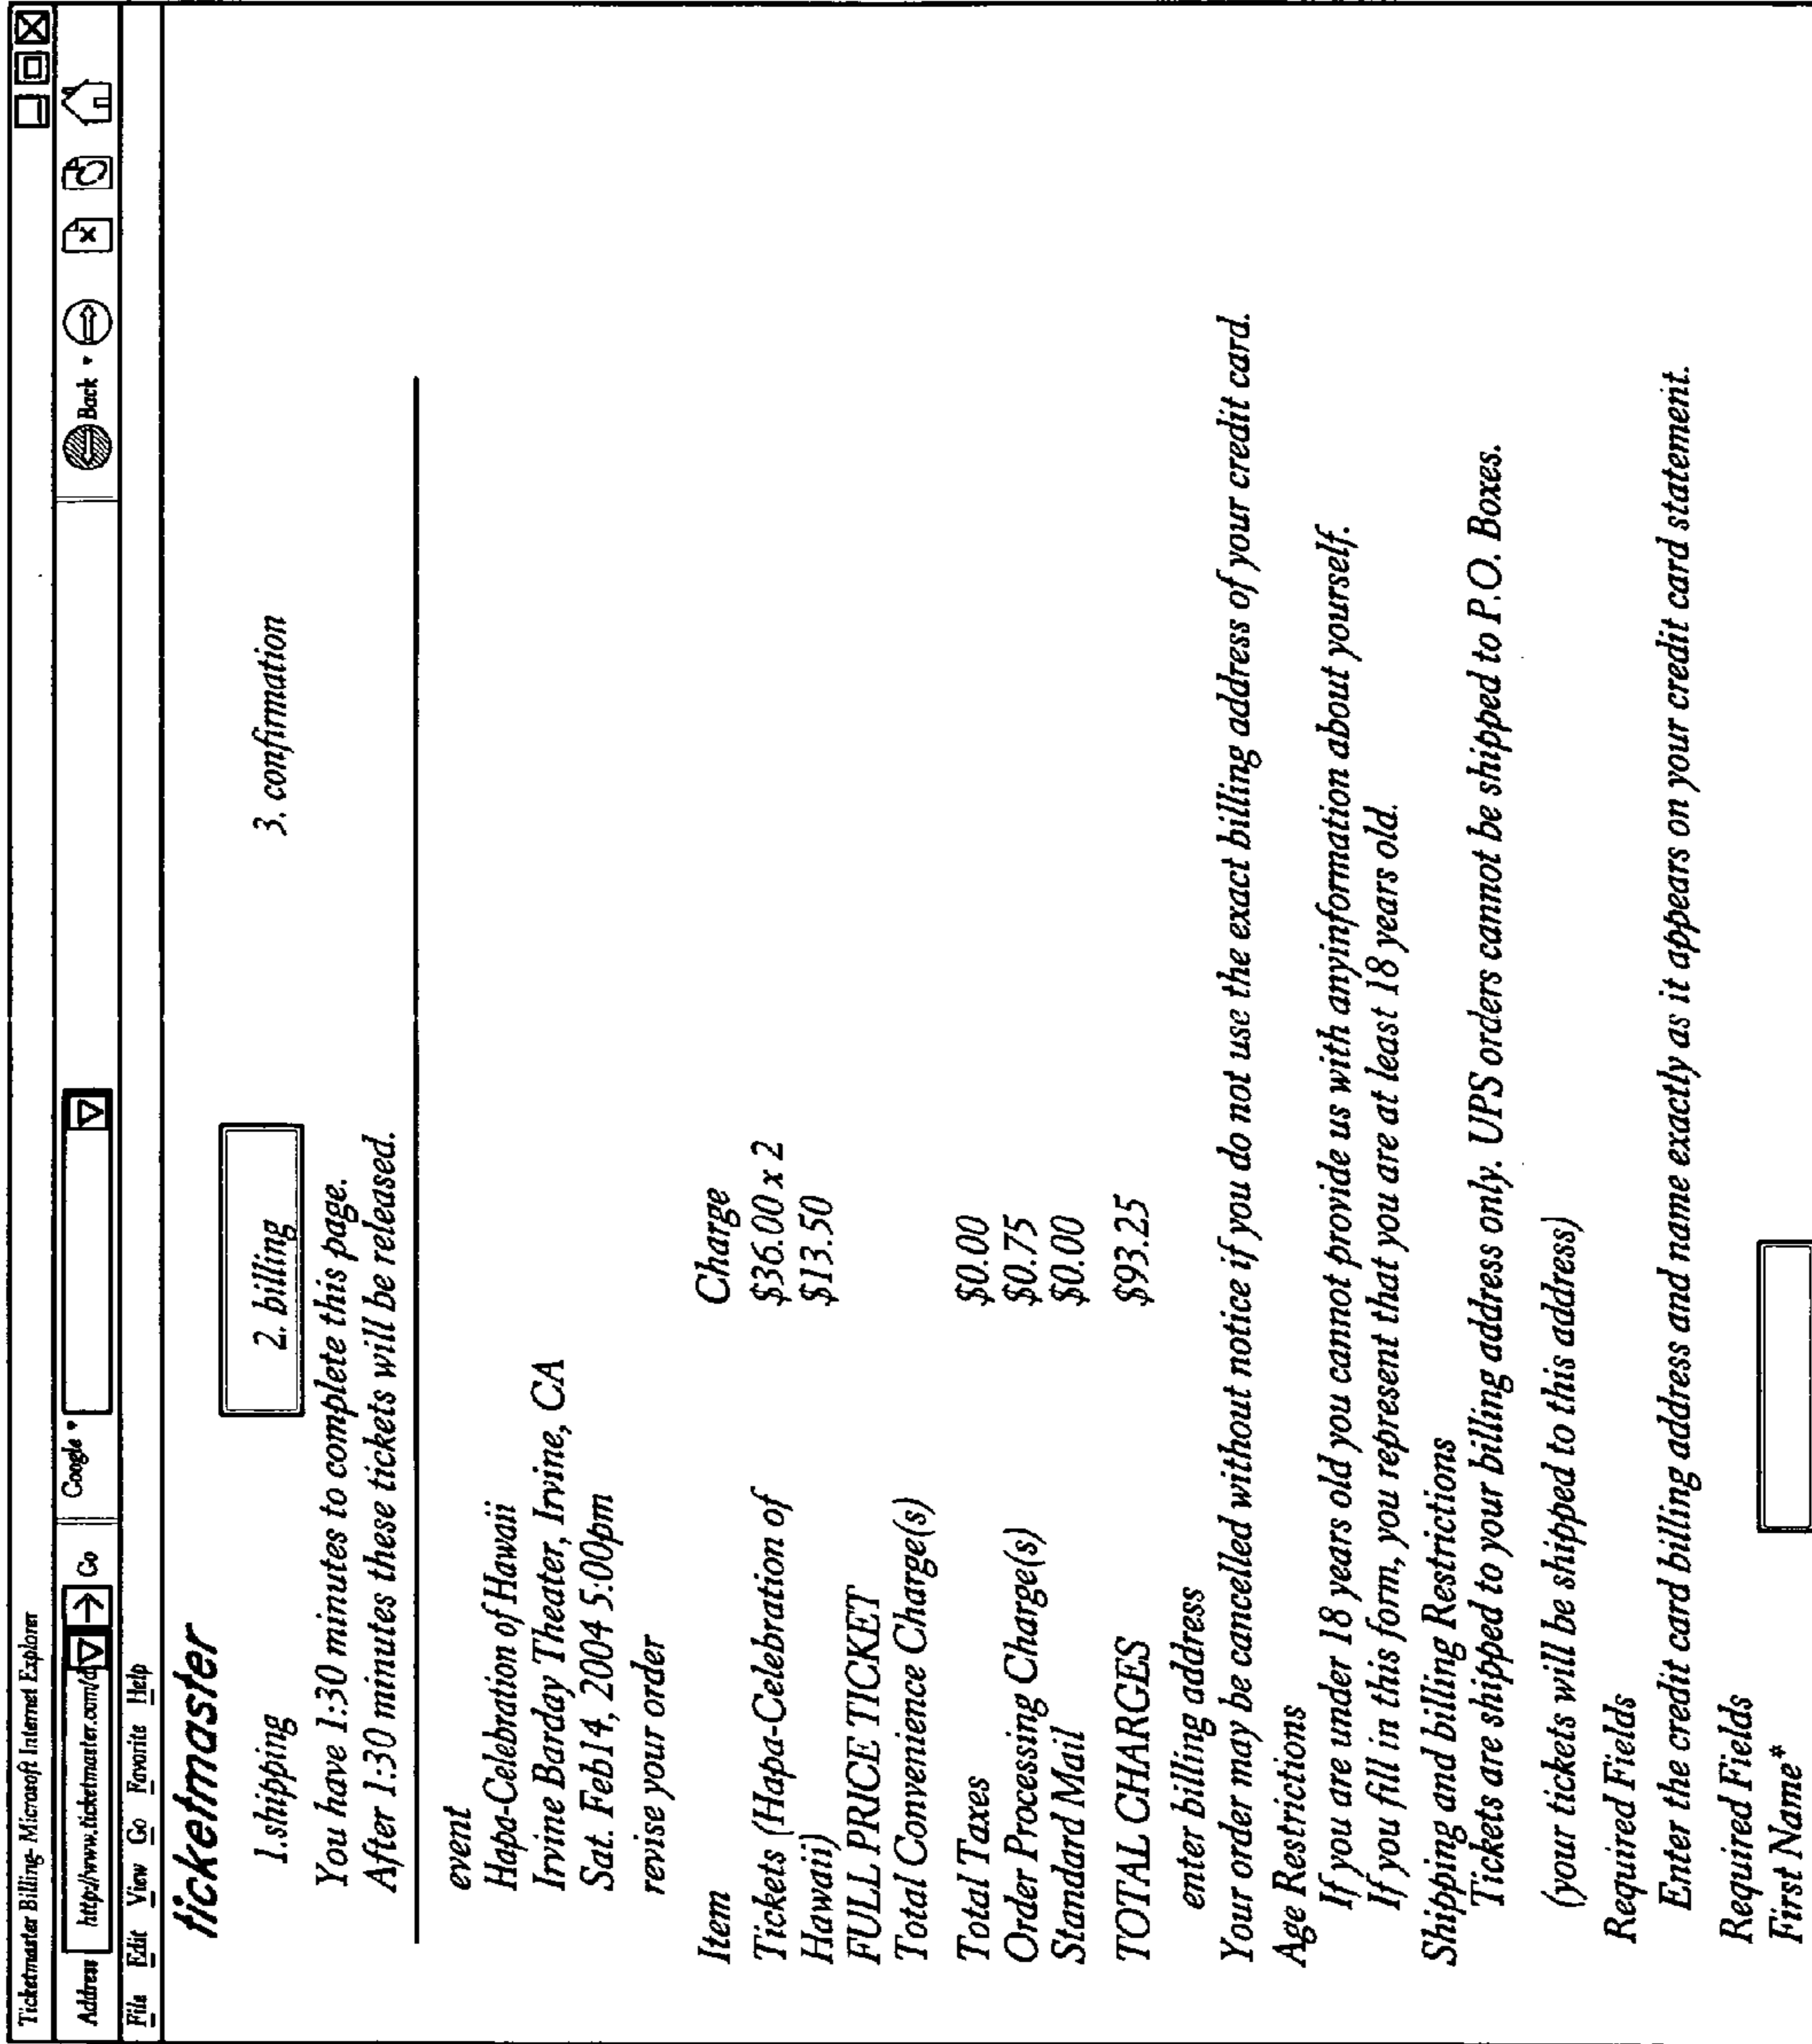 Ticketmaster Billing- Microsoft Internet Explorer
Address http://www.ticketmaster.com/d Go Google Back
File Edit View Go Favorite Help
ticketmaster
1.shipping 2. billing 3. confirmation
You have 1:30 minutes to complete this page.
After 1:30 minutes these tickets will be released.
event
Hapa-Celebration of Hawaii
Irvine Barday Theater, Irvine, CA
Sat. Feb14, 2004 5:00pm
revise your order
Item Charge
Tickets (Hapa-Celebration of $36.00 x 2
Hawaii) $13.50
FULL PRICE TICKET
Total Convenience Charge(s)
Total Taxes $0.00
Order Processing Charge(s) $0.75
Standard Mail $0.00
TOTAL CHARGES $93.25
enter billing address
Your order may be cancelled without notice if you do not use the exact billing address of your credit card.
Age Restrictions
If you are under 18 years old you cannot provide us with anyinformation about yourself.
If you fill in this form, you represent that you are at least 18 years old.
Shipping and billing Restrictions
Tickets are shipped to your billing address only. UPS orders cannot be shipped to P.O. Boxes.
(your tickets will be shipped to this address)
Required Fields
Enter the credit card billing address and name exactly as it appears on your credit card statement.
Required Fields
First Name*